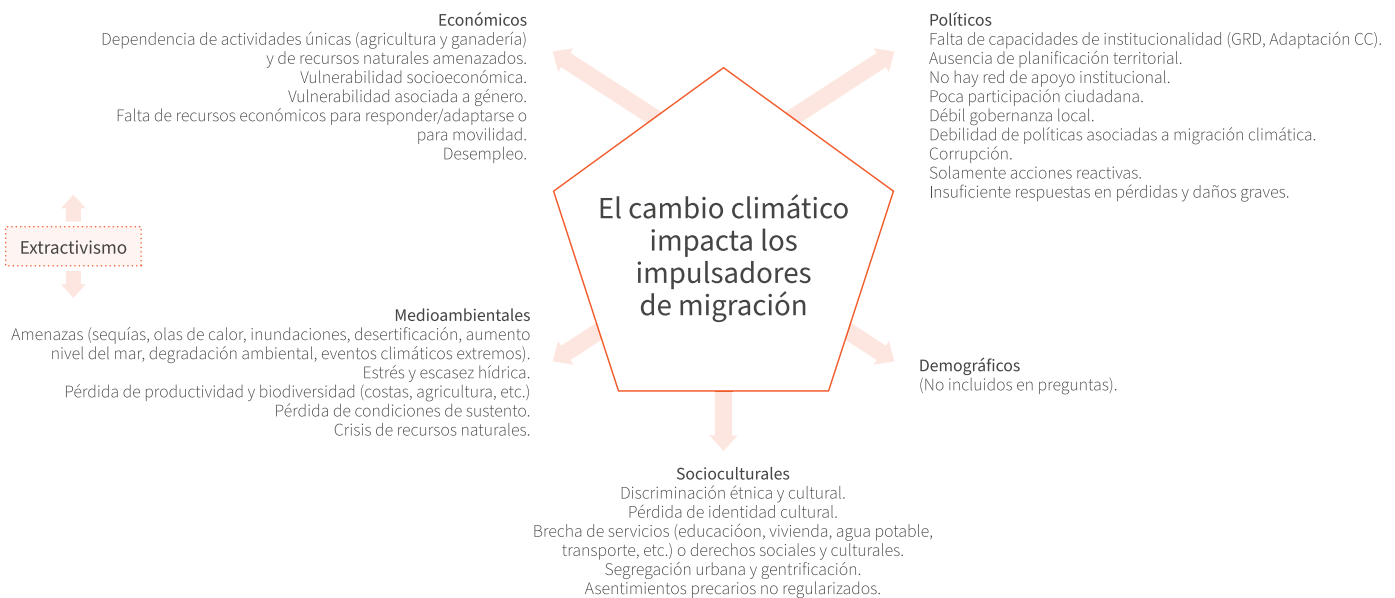 Económicos
Dependencia de actividades únicas (agricultura y ganadería)
y de recursos naturales amenazados.
Vulnerabilidad socioeconómica.
Vulnerabilidad asociada a género.
Falta de recursos económicos para responder/adaptarse o
para movilidad.
Desempleo.
Políticos
Falta de capacidades de institucionalidad (GRD, Adaptación CC).
Ausencia de planificación territorial.
No hay red de apoyo institucional.
Poca participación ciudadana.
Débil gobernanza local.
Debilidad de políticas asociadas a migración climática.
Corrupción.
Solamente acciones reactivas.
Insuficiente respuestas en pérdidas y daños graves.
El cambio climático
impacta los
impulsadores
de migración
Extractivismo
Medioambientales
Amenazas (sequías, olas de calor, inundaciones, desertificación, aumento
nivel del mar, degradación ambiental, eventos climáticos extremos).
Estrés y escasez hídrica.
Pérdida de productividad y biodiversidad (costas, agricultura, etc.)
Pérdida de condiciones de sustento.
Crisis de recursos naturales.
Demográficos
(No incluidos en preguntas).
Socioculturales
Discriminación étnica y cultural.
Pérdida de identidad cultural.
Brecha de servicios (educacióon, vivienda, agua potable,
transporte, etc.) o derechos sociales y culturales.
Segregación urbana y gentrificación.
Asentimientos precarios no regularizados.